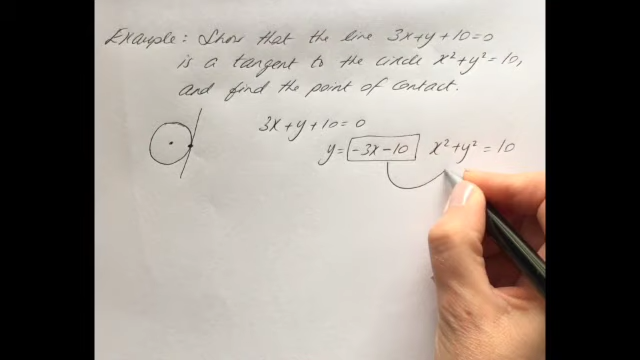 Example: Show that the line 3x+y+10=0
is a tangent to the circle x²+y²=10,
and find the point of contact.
3x+y+10=0
y= -3x-10 x²+y²=10